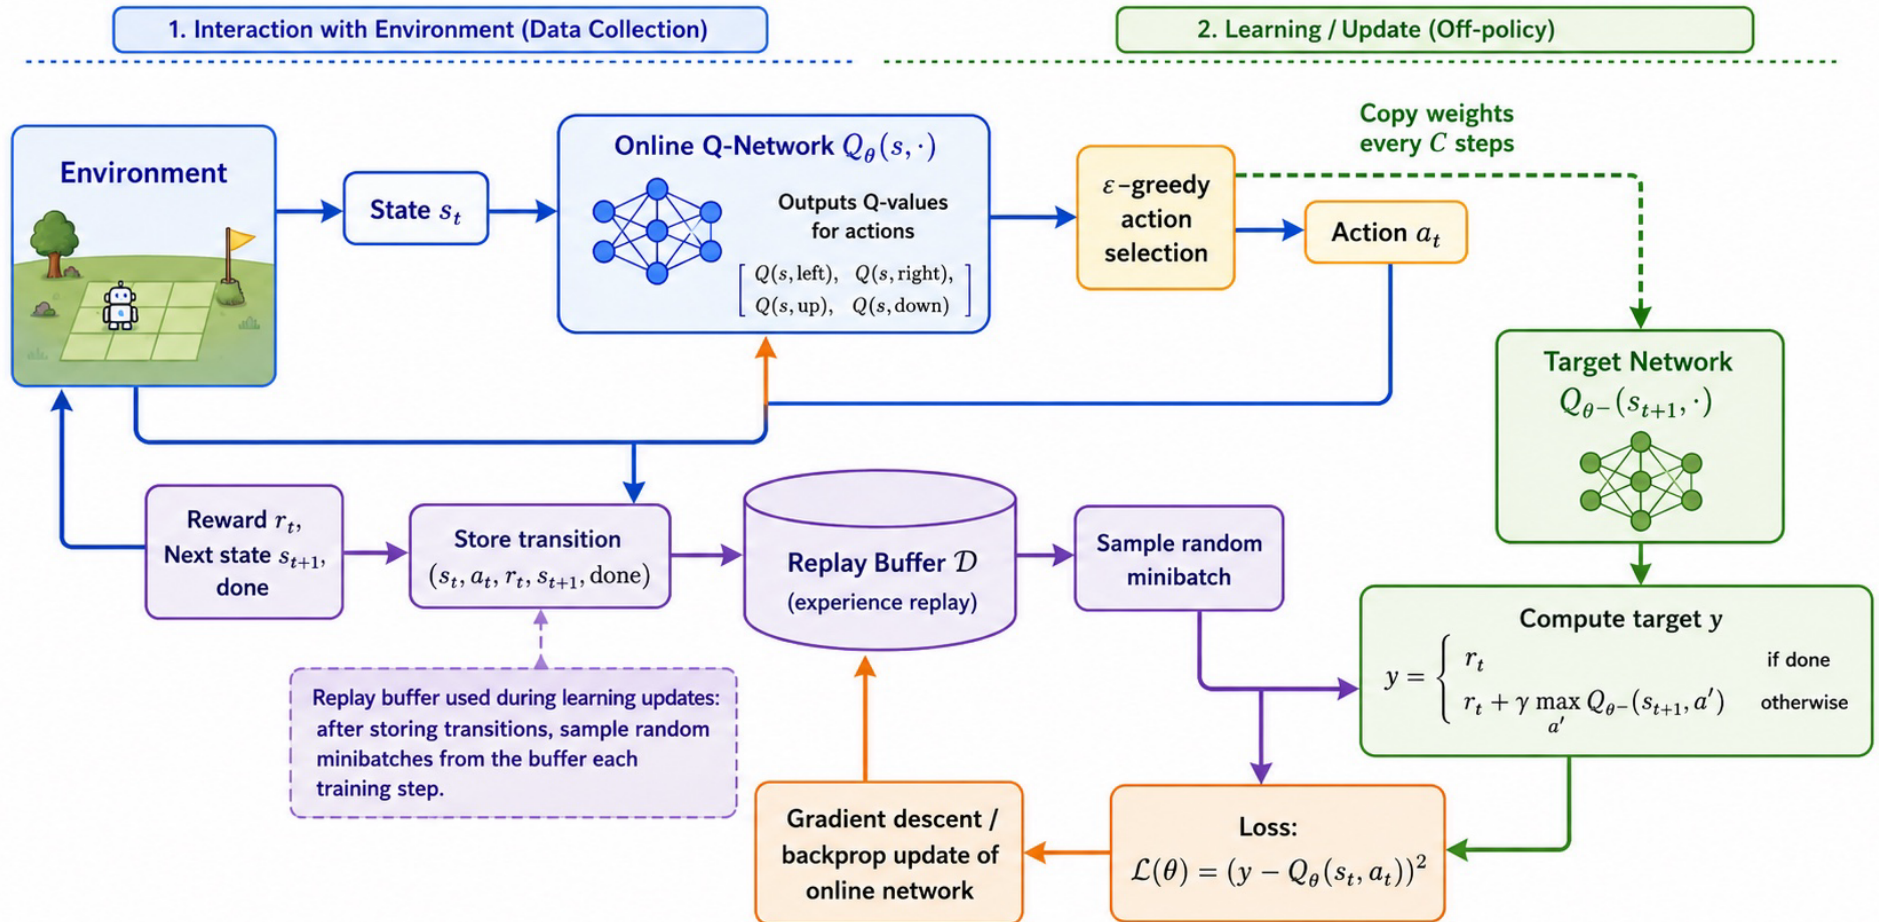 1. Interaction with Environment (Data Collection)
2. Learning / Update (Off-policy)
Environment
State s_t
Online Q-Network Q_θ(s, ·)
Outputs Q-values
for actions
[ Q(s, left), Q(s, right),
Q(s, up), Q(s, down) ]
ε-greedy
action
selection
Action a_t
Copy weights
every C steps
Target Network
Q_θ−(s_{t+1}, ·)
Reward r_t,
Next state s_{t+1},
done
Store transition
(s_t, a_t, r_t, s_{t+1}, done)
Replay Buffer 𝒟
(experience replay)
Sample random
minibatch
Compute target y
y = { r_t if done
r_t + γ max_{a′} Q_θ−(s_{t+1}, a′) otherwise
Replay buffer used during learning updates:
after storing transitions, sample random
minibatches from the buffer each
training step.
Gradient descent /
backprop update of
online network
Loss:
ℒ(θ) = (y − Q_θ(s_t, a_t))²